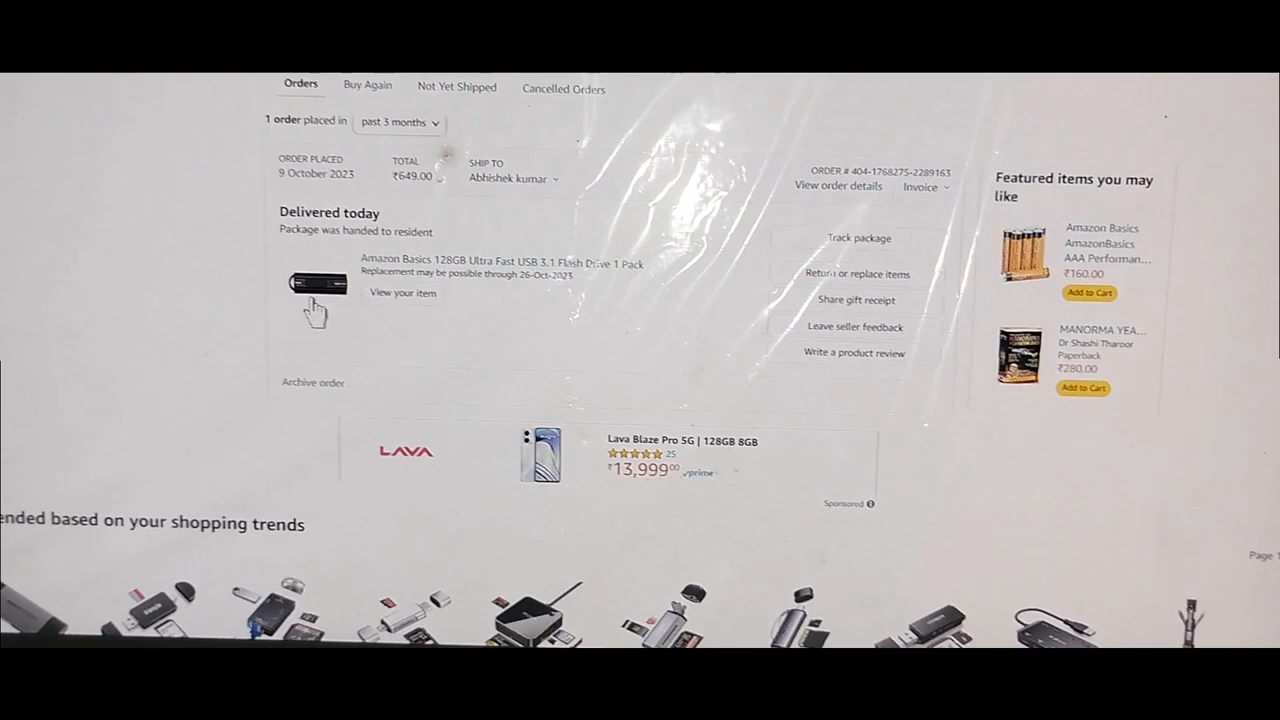 Orders Buy Again Not Yet Shipped Cancelled Orders
1 order placed in past 3 months
ORDER PLACED TOTAL SHIP TO ORDER # 404-1768275-2289163
9 October 2023 ₹649.00 Abhishek kumar View order details Invoice
Delivered today
Package was handed to resident
Amazon Basics 128GB Ultra Fast USB 3.1 Flash Drive 1 Pack
Replacement may be possible through 26-Oct-2023
View your item
Track package
Return or replace items
Share gift receipt
Leave seller feedback
Write a product review
Archive order
Featured items you may
like
Amazon Basics
AmazonBasics
AAA Performan...
₹160.00
Add to Cart
MANORMA YEA...
Dr Shashi Tharoor
Paperback
₹280.00
Add to Cart
LAVA
Lava Blaze Pro 5G | 128GB 8GB
25
₹13,999.00 prime
Sponsored
ended based on your shopping trends
Page 1